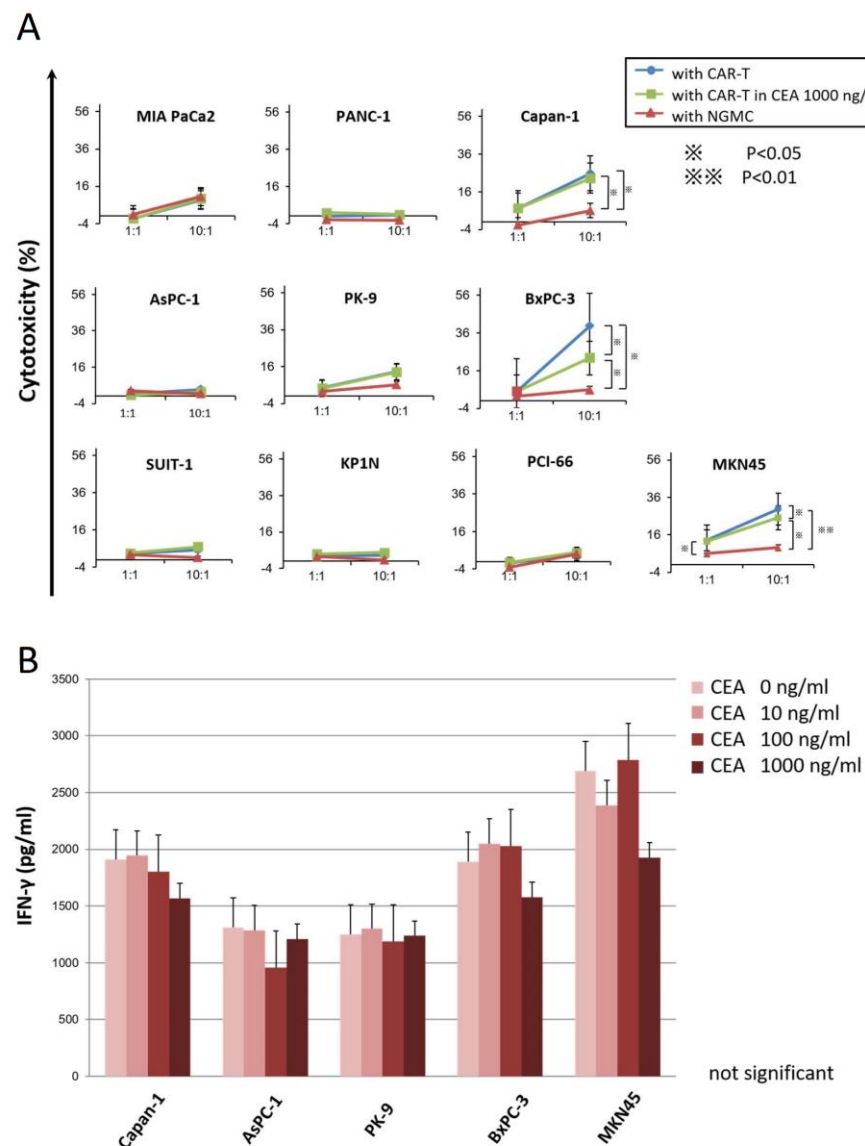 A
with CAR-T
with CAR-T in CEA 1000 ng/
with NGMC
※ P<0.05
※※ P<0.01
Cytotoxicity (%)
MIA PaCa2
56
36
16
-4
1:1 10:1
PANC-1
56
36
16
-4
1:1 10:1
Capan-1
56
36
16
-4
1:1 10:1
※ ※
AsPC-1
56
36
16
-4
1:1 10:1
PK-9
56
36
16
-4
1:1 10:1
BxPC-3
56
36
16
-4
1:1 10:1
※
※
※
SUIT-1
56
36
16
-4
1:1 10:1
KP1N
56
36
16
-4
1:1 10:1
PCI-66
56
36
16
-4
1:1 10:1
MKN45
56
36
16
-4
1:1 10:1
※
※
※
※※
B
IFN-γ (pg/ml)
3500
3000
2500
2000
1500
1000
500
0
Capan-1
AsPC-1
PK-9
BxPC-3
MKN45
CEA 0 ng/ml
CEA 10 ng/ml
CEA 100 ng/ml
CEA 1000 ng/ml
not significant